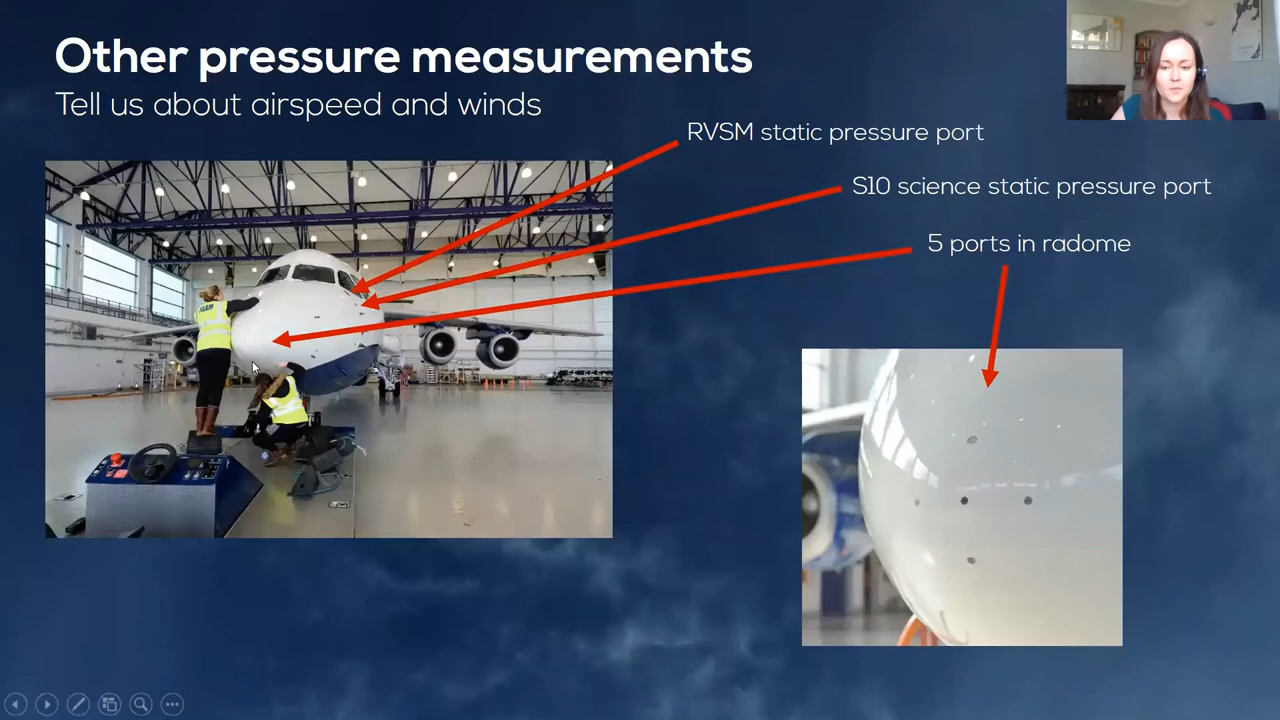 Other pressure measurements
Tell us about airspeed and winds
RVSM static pressure port
S10 science static pressure port
5 ports in radome
FAAM